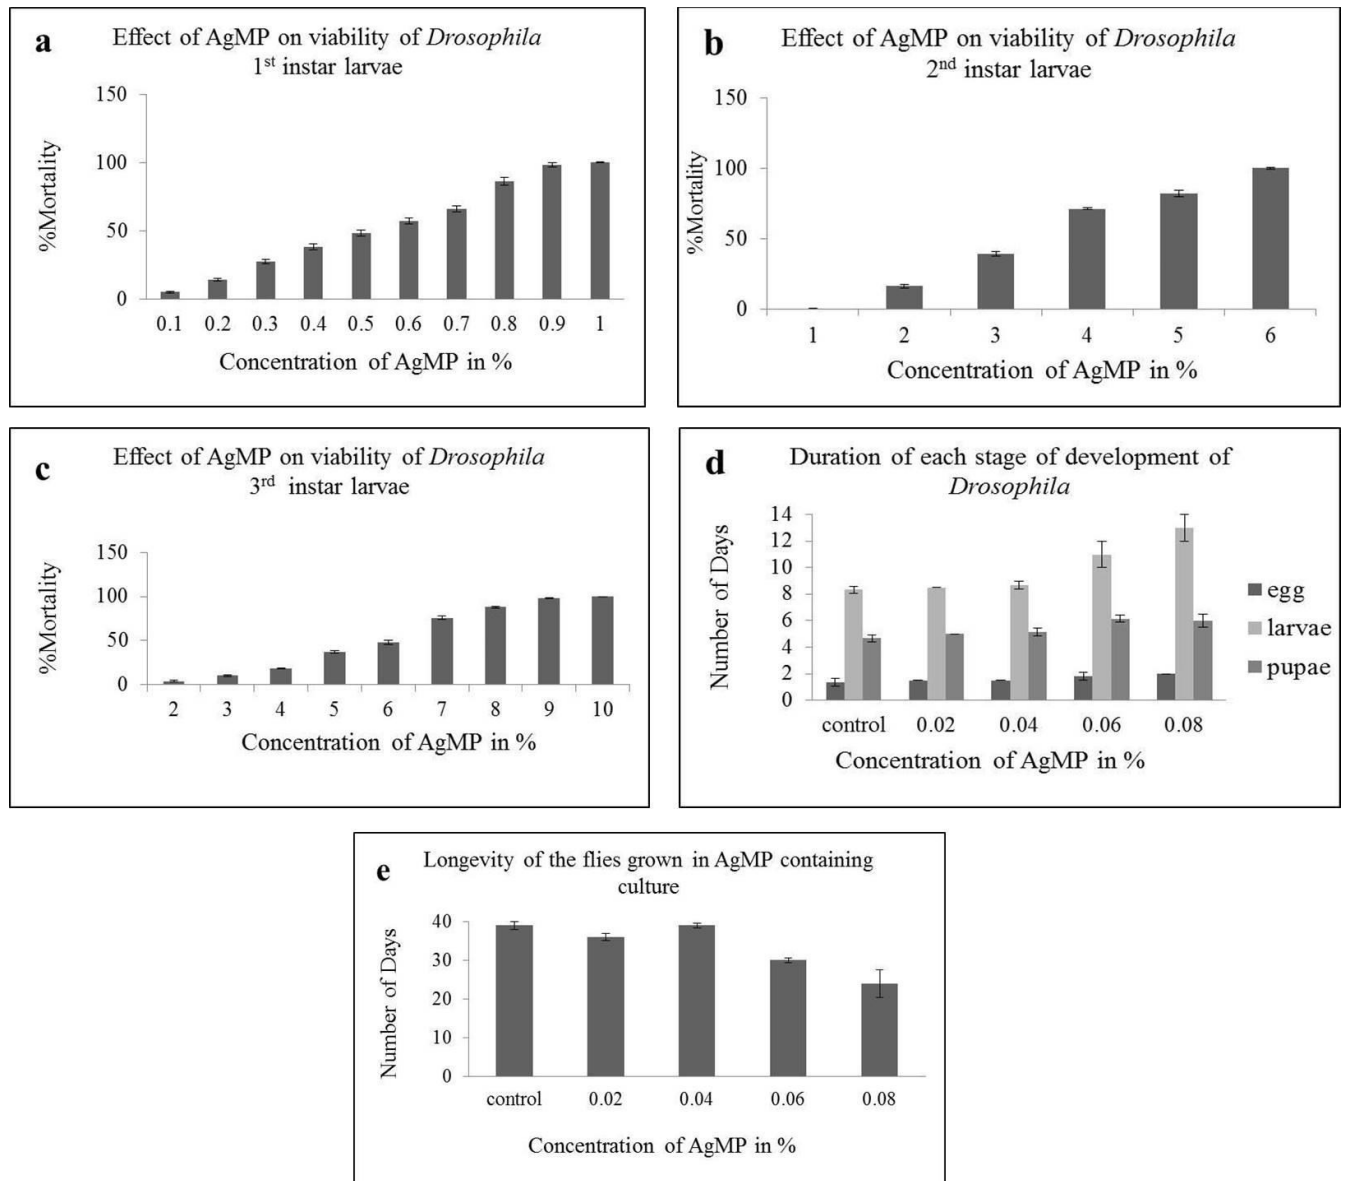 a
Effect of AgMP on viability of Drosophila
1st instar larvae
150
100
50
0
%Mortality
0.1 0.2 0.3 0.4 0.5 0.6 0.7 0.8 0.9 1
Concentration of AgMP in %
b
Effect of AgMP on viability of Drosophila
2nd instar larvae
150
100
50
0
%Mortality
1 2 3 4 5 6
Concentration of AgMP in %
c
Effect of AgMP on viability of Drosophila
3rd instar larvae
150
100
50
0
%Mortality
2 3 4 5 6 7 8 9 10
Concentration of AgMP in %
d
Duration of each stage of development of
Drosophila
14
12
10
8
6
4
2
0
Number of Days
control 0.02 0.04 0.06 0.08
Concentration of AgMP in %
egg
larvae
pupae
e
Longevity of the flies grown in AgMP containing
culture
40
30
20
10
0
Number of Days
control 0.02 0.04 0.06 0.08
Concentration of AgMP in %